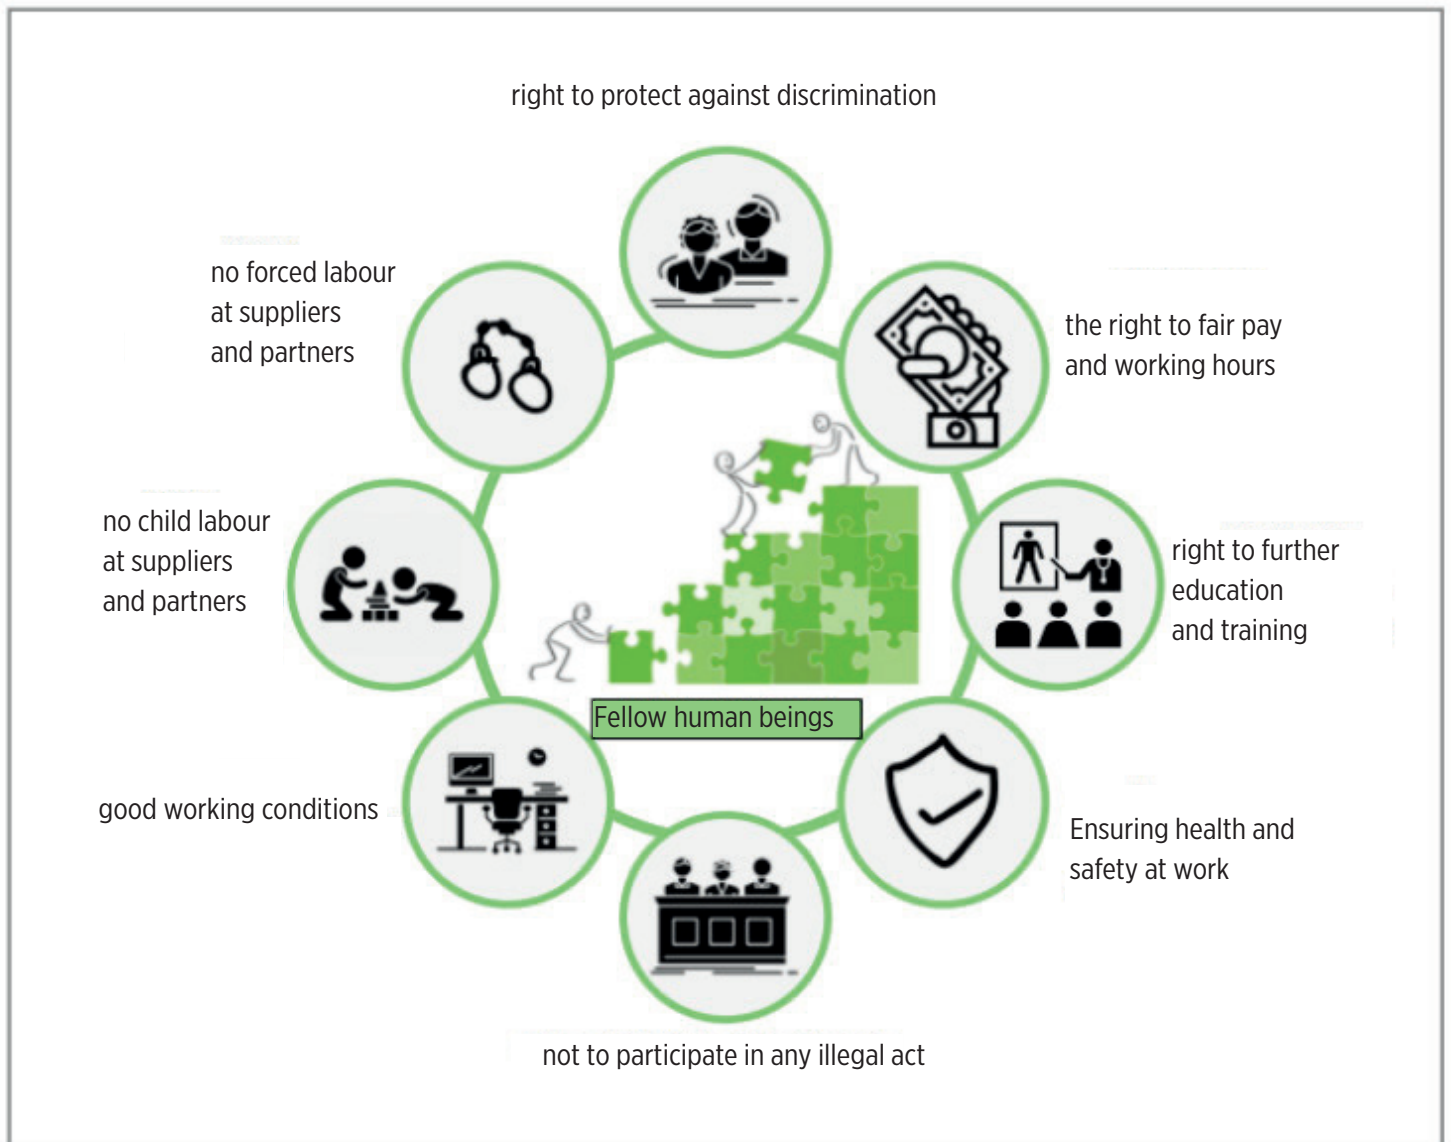 right to protect against discrimination
no forced labour
at suppliers
and partners
the right to fair pay
and working hours
no child labour
at suppliers
and partners
right to further
education
and training
Fellow human beings
good working conditions
Ensuring health and
safety at work
not to participate in any illegal act